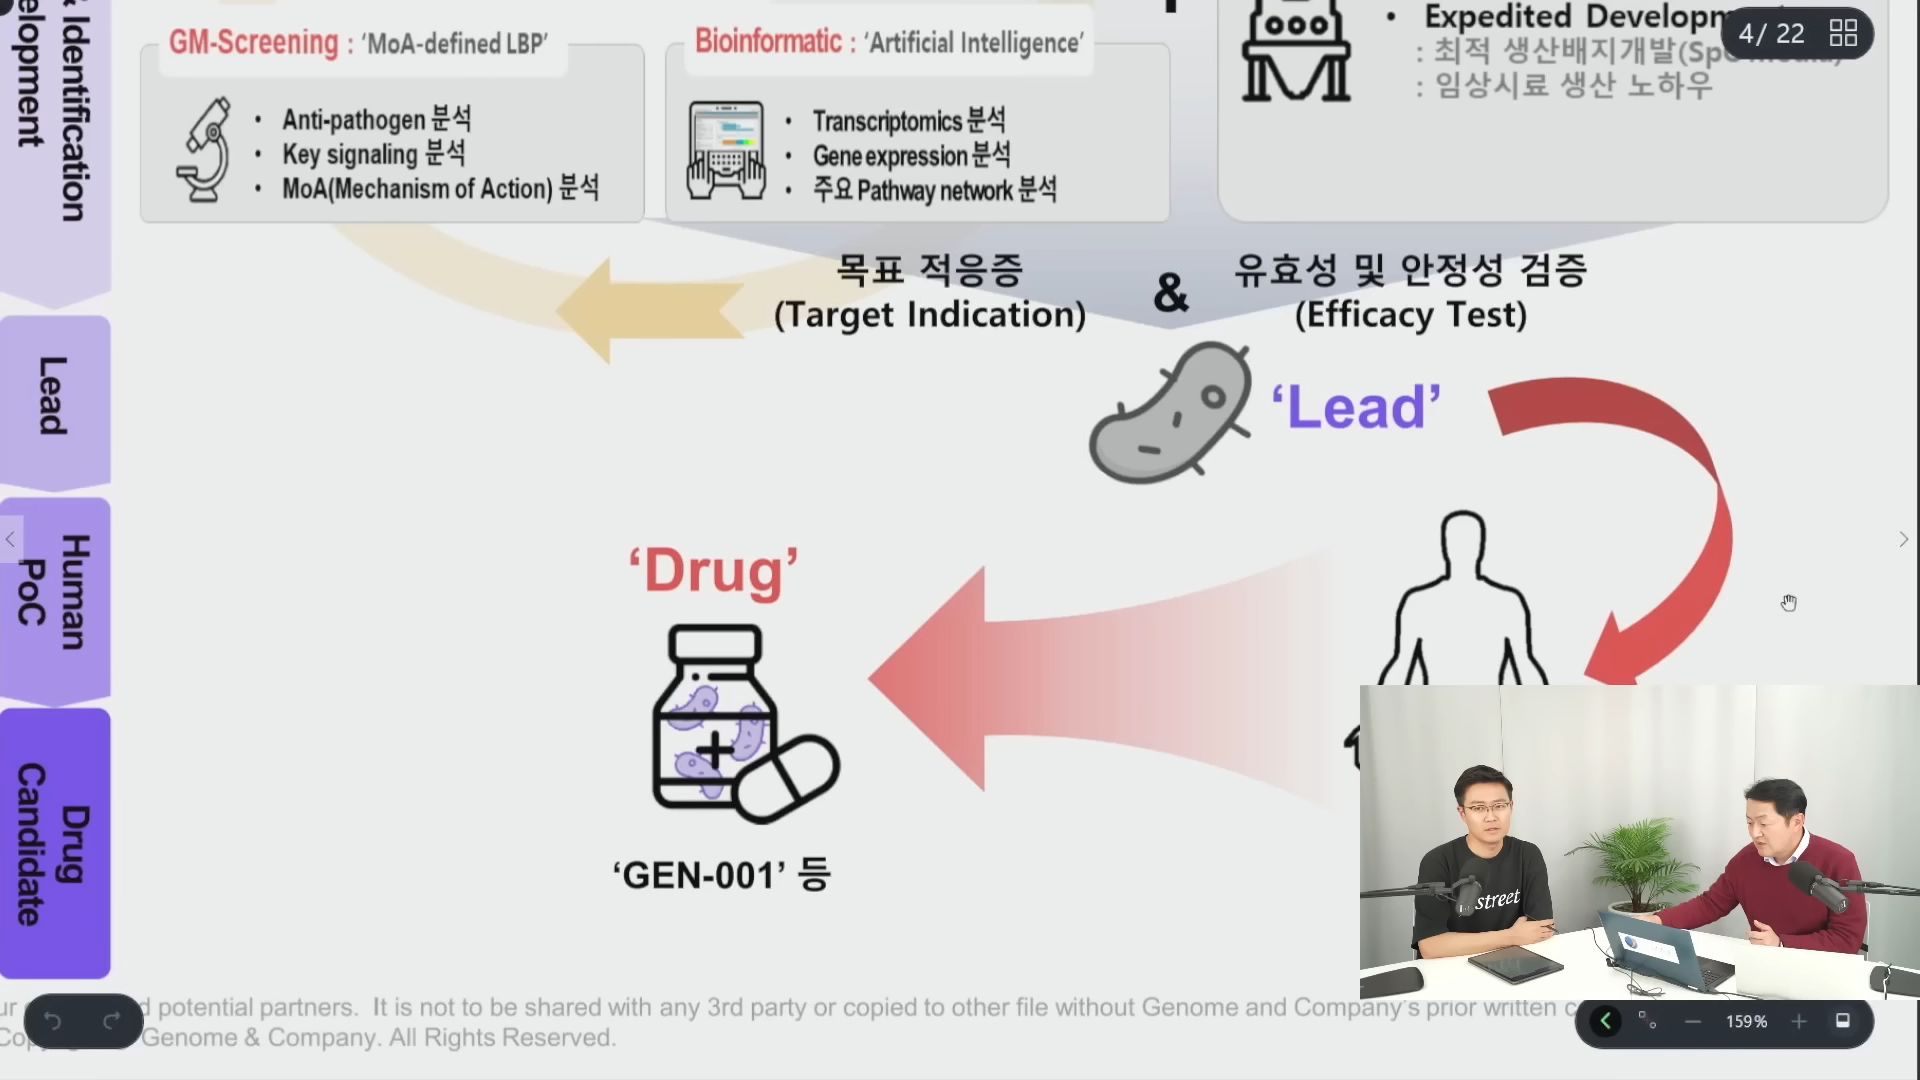 & Identification
elopment
Lead
Human
PoC
Drug
Candidate
GM-Screening : ‘MoA-defined LBP’
• Anti-pathogen 분석
• Key signaling 분석
• MoA(Mechanism of Action) 분석
Bioinformatic : ‘Artificial Intelligence’
• Transcriptomics 분석
• Gene expression 분석
• 주요 Pathway network 분석
• Expedited Developm
: 최적 생산배지개발(Sp
: 임상시료 생산 노하우
4/ 22
목표 적응증
(Target Indication)
&
유효성 및 안정성 검증
(Efficacy Test)
‘Lead’
‘Drug’
‘GEN-001’ 등
street
d potential partners. It is not to be shared with any 3rd party or copied to other file without Genome and Company's prior written c
Genome & Company. All Rights Reserved.
159%